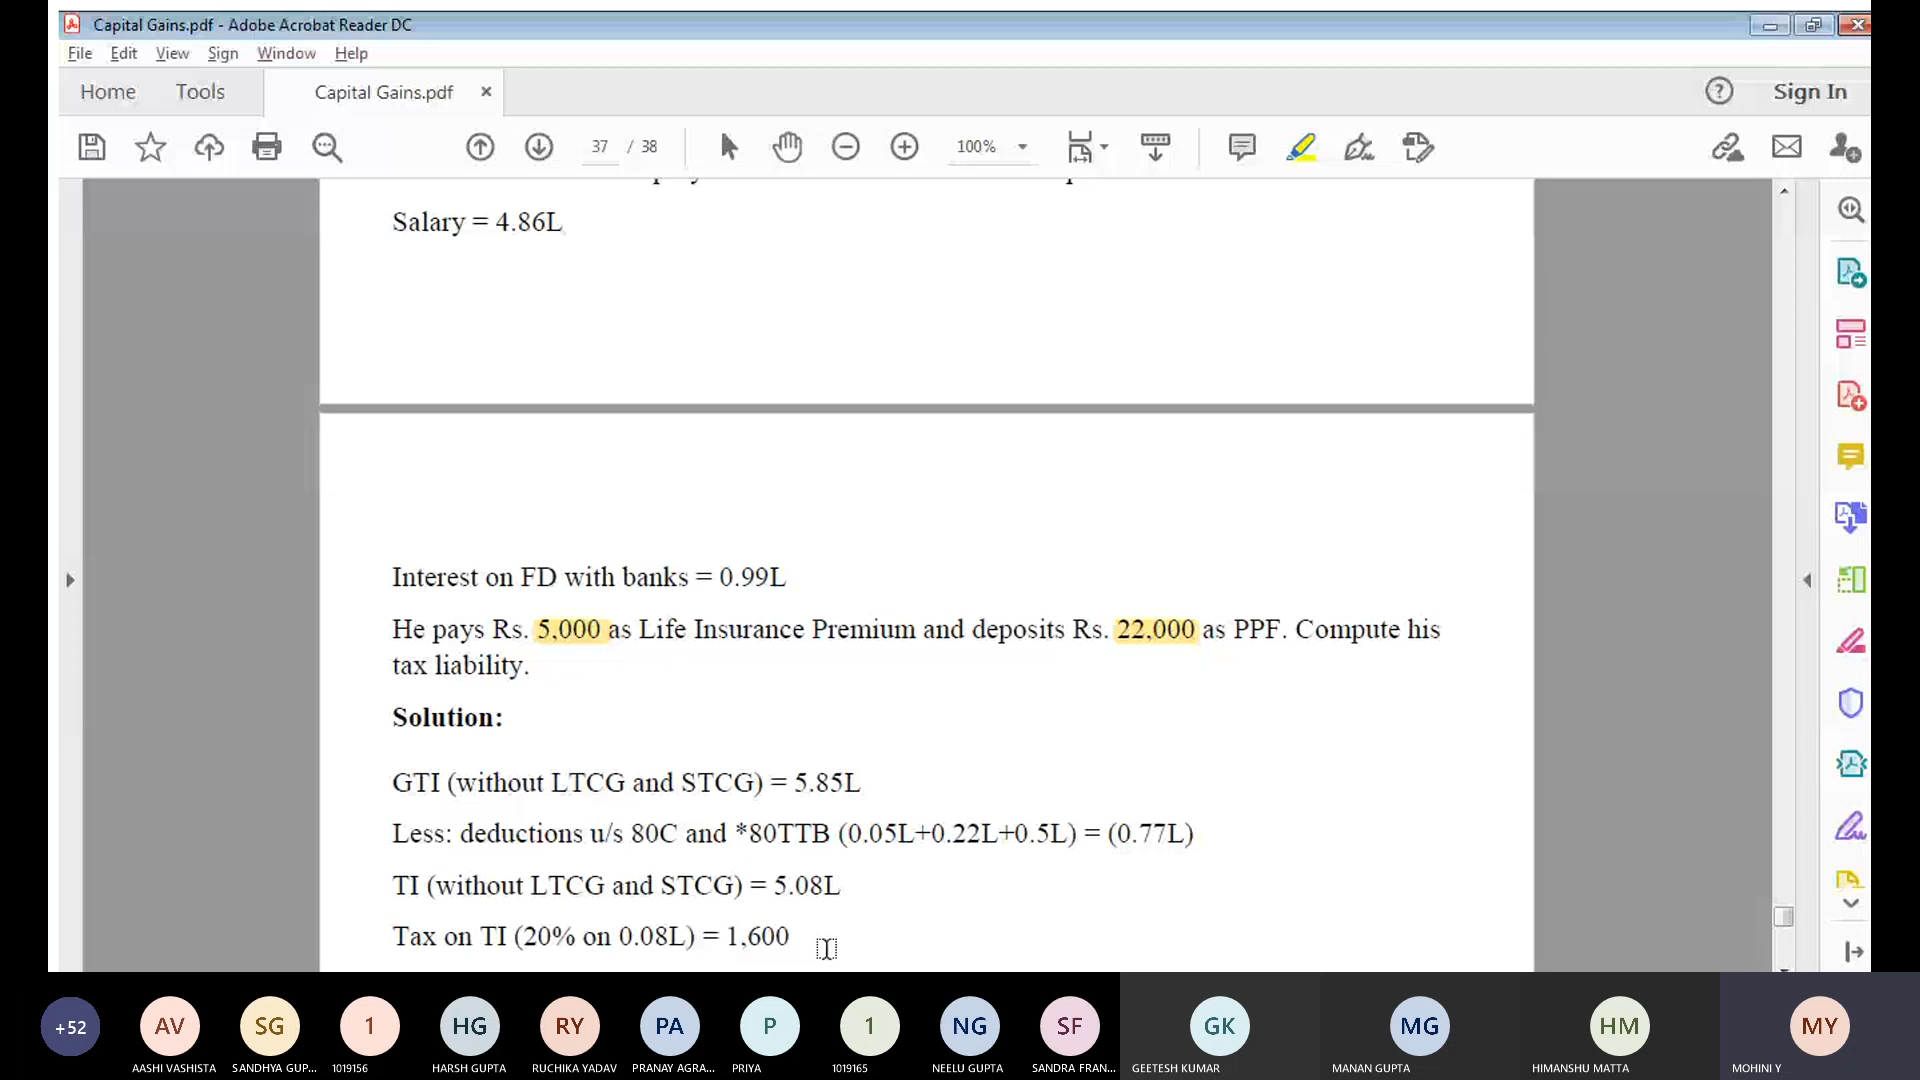 Capital Gains.pdf - Adobe Acrobat Reader DC
File Edit View Sign Window Help
Home Tools Capital Gains.pdf × Sign In
37 / 38 100%
Salary = 4.86L
Interest on FD with banks = 0.99L
He pays Rs. 5,000 as Life Insurance Premium and deposits Rs. 22,000 as PPF. Compute his
tax liability.
Solution:
GTI (without LTCG and STCG) = 5.85L
Less: deductions u/s 80C and *80TTB (0.05L+0.22L+0.5L) = (0.77L)
TI (without LTCG and STCG) = 5.08L
Tax on TI (20% on 0.08L) = 1,600
+52 AV SG 1 HG RY PA P 1 NG SF GK MG HM MY
AASHI VASHISTA SANDHYA GUP... 1019156 HARSH GUPTA RUCHIKA YADAV PRANAY AGRA... PRIYA 1019165 NEELU GUPTA SANDRA FRAN... GEETESH KUMAR MANAN GUPTA HIMANSHU MATTA MOHINI Y